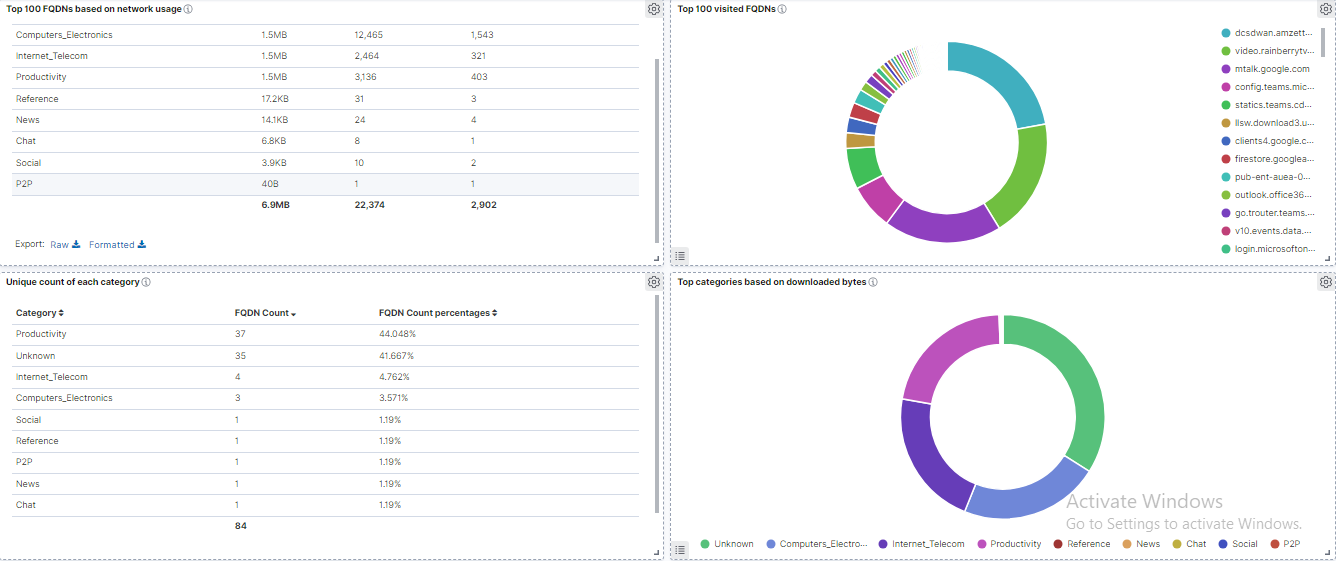 Top 100 FQDNs based on network usage
Computers_Electronics 1.5MB 12,465 1,543
Internet_Telecom 1.5MB 2,464 321
Productivity 1.5MB 3,136 403
Reference 17.2KB 31 3
News 14.1KB 24 4
Chat 6.8KB 8 1
Social 3.9KB 10 2
P2P 40B 1 1
6.9MB 22,374 2,902
Export: Raw Formatted
Top 100 visited FQDNs
dcsdwan.amzett...
video.rainberrytv...
mtalk.google.com
config.teams.mic...
statics.teams.cd...
llsw.download3.u...
clients4.google.c...
firestore.googlea...
pub-ent-auea-0...
outlook.office36...
go.trouter.teams....
v10.events.data....
login.microsofton...
Unique count of each category
Category FQDN Count FQDN Count percentages
Productivity 37 44.048%
Unknown 35 41.667%
Internet_Telecom 4 4.762%
Computers_Electronics 3 3.571%
Social 1 1.19%
Reference 1 1.19%
P2P 1 1.19%
News 1 1.19%
Chat 1 1.19%
84
Top categories based on downloaded bytes
Activate Windows
Go to Settings to activate Windows.
Unknown Computers_Electro... Internet_Telecom Productivity Reference News Chat Social P2P